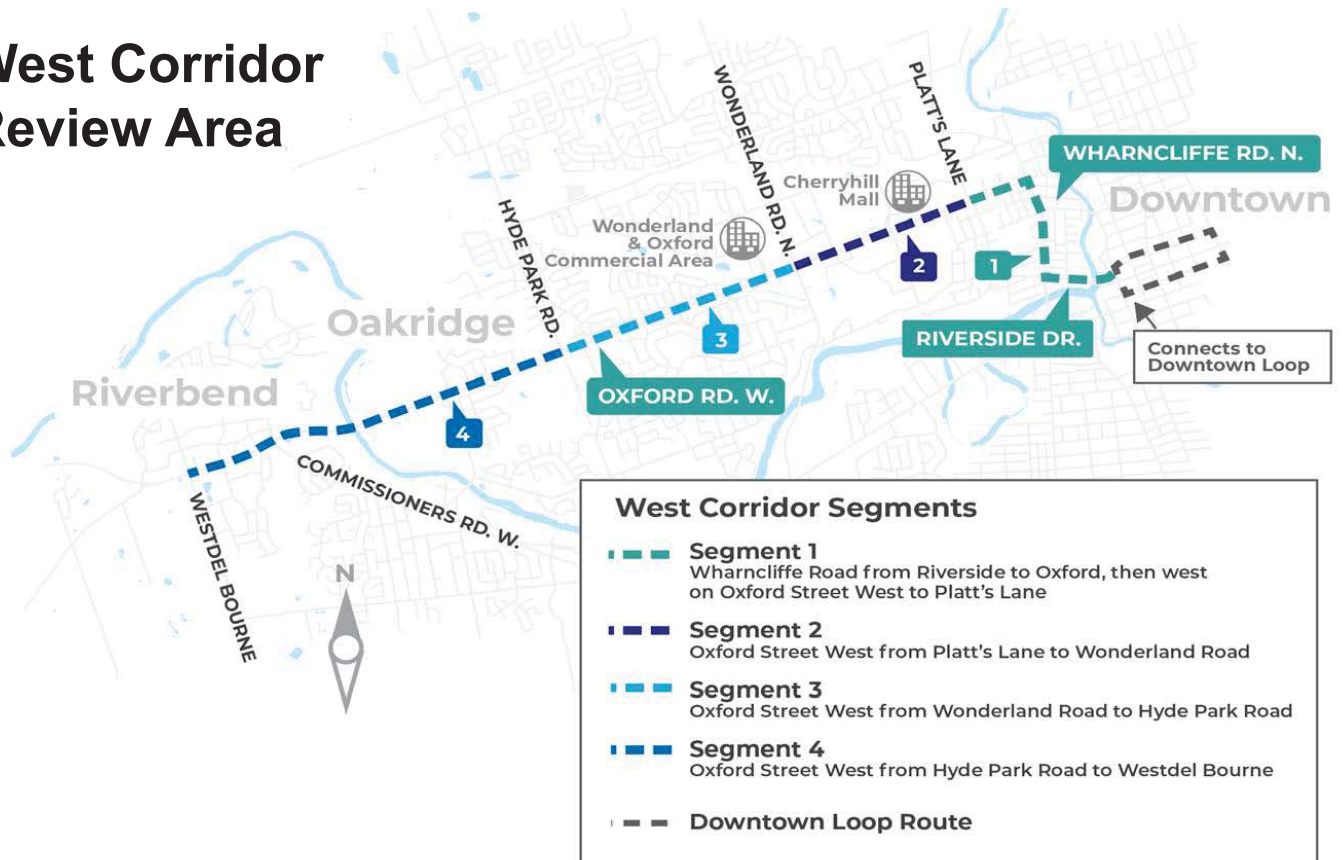 West Corridor
Review Area
WONDERLAND RD. N.
PLATT'S LANE
WHARNCLIFFE RD. N.
Downtown
Cherryhill
Mall
HYDE PARK RD.
Wonderland
& Oxford
Commercial Area
2
1
Oakridge
3
RIVERSIDE DR.
Connects to
Downtown Loop
Riverbend
OXFORD RD. W.
4
COMMISSIONERS RD. W.
WESTDEL BOURNE
N
West Corridor Segments
Segment 1
Wharncliffe Road from Riverside to Oxford, then west
on Oxford Street West to Platt's Lane
Segment 2
Oxford Street West from Platt's Lane to Wonderland Road
Segment 3
Oxford Street West from Wonderland Road to Hyde Park Road
Segment 4
Oxford Street West from Hyde Park Road to Westdel Bourne
Downtown Loop Route